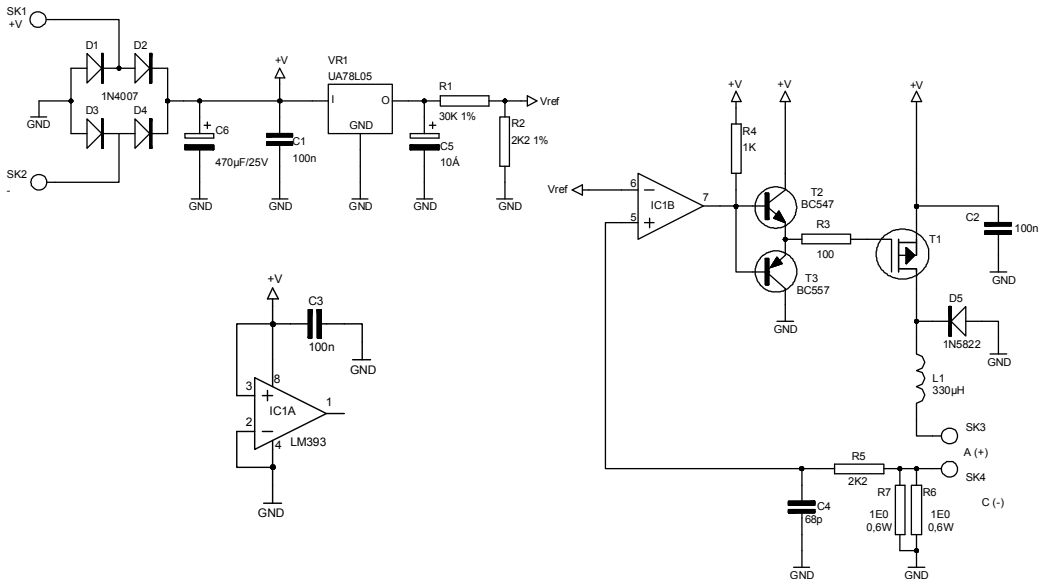 SK1
+V
D1
D2
1N4007
D3
D4
GND
SK2
-
+V
VR1
UA78L05
I
O
GND
C6
470µF/25V
GND
C1
100n
GND
GND
C5
10Á
GND
R1
30K 1%
Vref
R2
2K2 1%
GND
+V
C3
100n
GND
3
+
8
IC1A
1
2
−
4
LM393
GND
Vref
6
−
IC1B
7
5
+
+V
R4
1K
+V
T2
BC547
R3
100
T3
BC557
GND
+V
C2
100n
GND
T1
D5
1N5822
GND
L1
330µH
SK3
A (+)
SK4
C (-)
R5
2K2
C4
68p
GND
R7
R6
1E0
0,6W
1E0
0,6W
GND